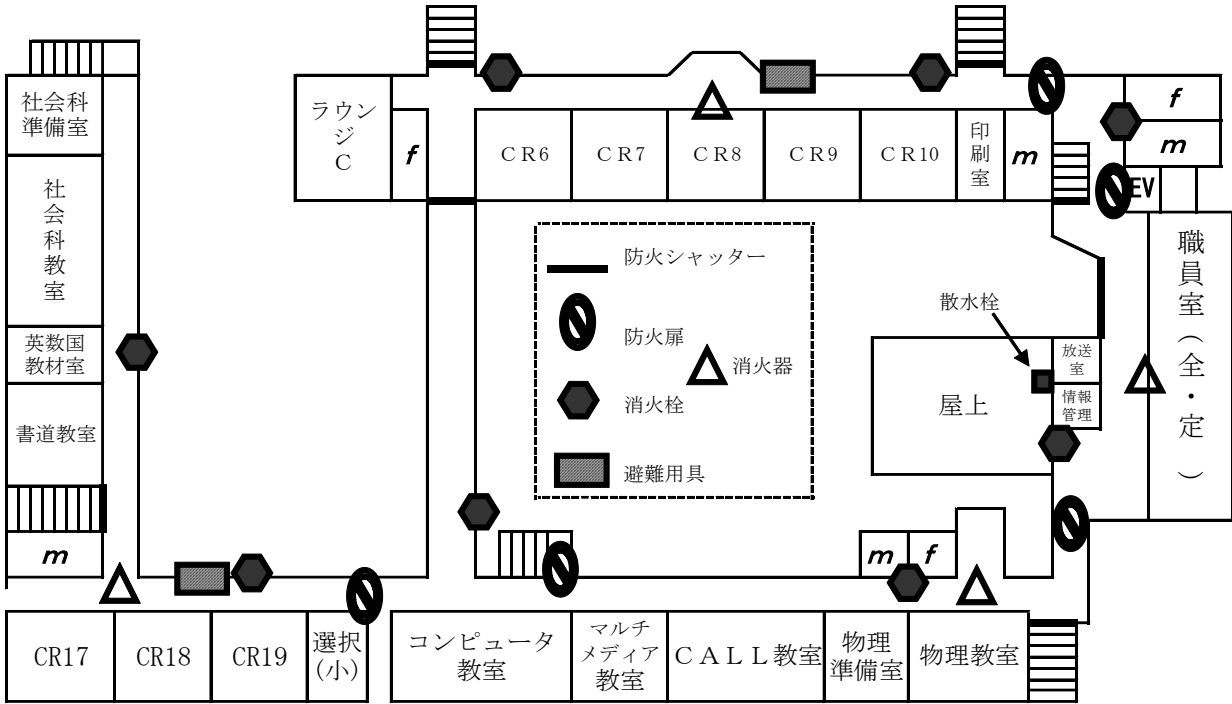 社会科
準備室
社会科教室
英数国
教材室
書道教室
m
ラウン
ジ
C
f
ＣＲ６
ＣＲ７
ＣＲ８
ＣＲ９
ＣＲ10
印刷室
m
f
m
EV
職員室（全・定）
防火シャッター
防火扉
消火器
消火栓
避難用具
散水栓
放送
室
情報
管理
屋上
m
f
CR17
CR18
CR19
選択
(小)
コンピュータ
教室
マルチ
メディア
教室
ＣＡＬＬ教室
物理
準備室
物理教室